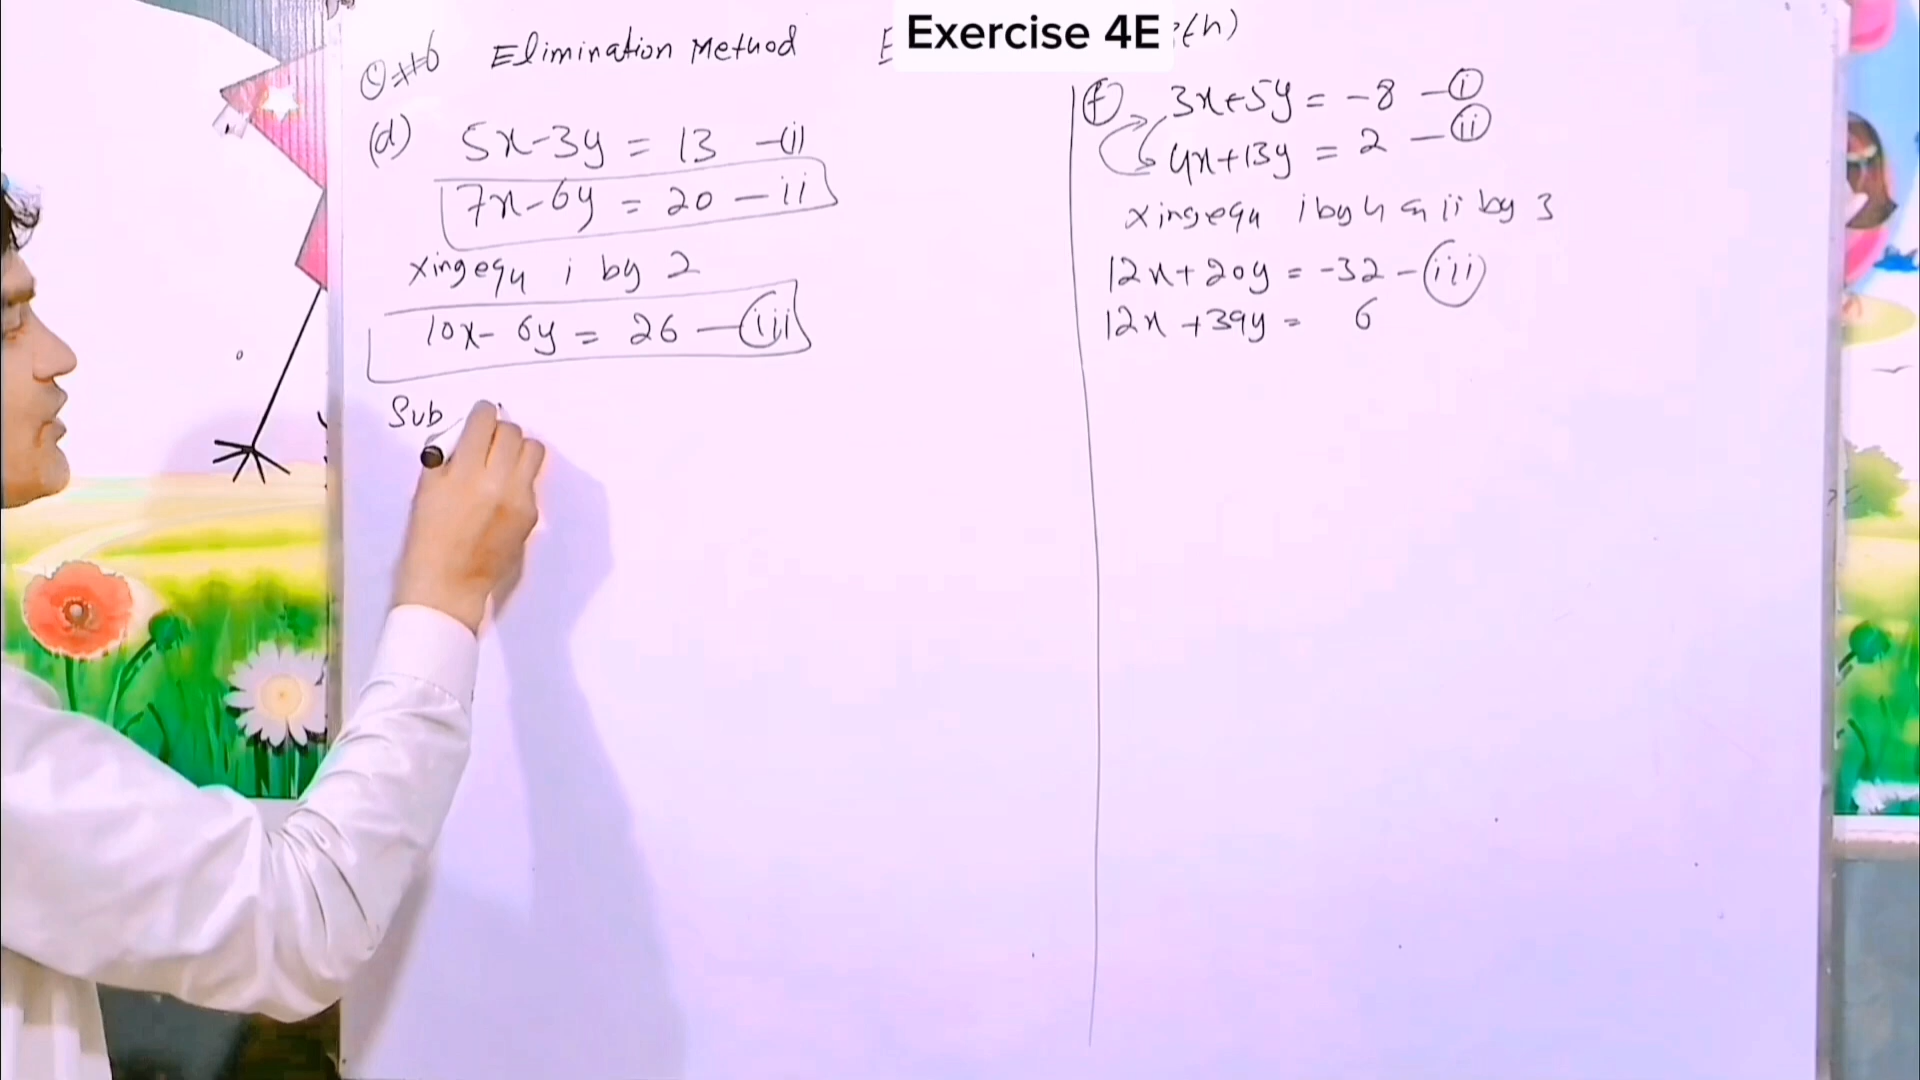 Q#6 Elimination Method E Exercise 4E (h)
(d) 5x-3y = 13 -(i)
7x-6y = 20 - ii
xing equ i by 2
10x- 6y = 26 - (iii)
Sub
(f) 3x+5y = -8 - (i)
4x+13y = 2 - (ii)
xing equ i by 4 ii by 3
12x+20y = -32 - (iii)
12x +39y = 6